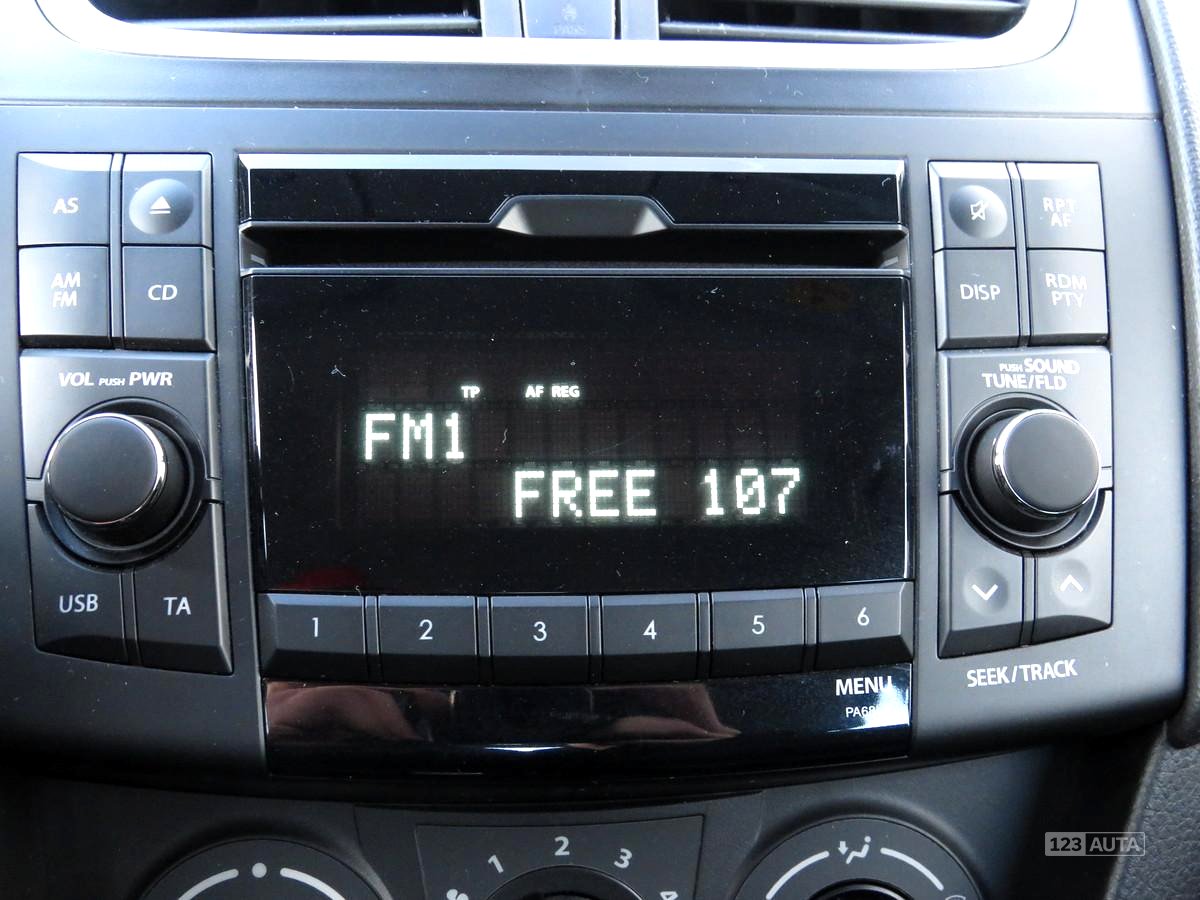 PASS
AS
RPT
AF
AM
FM
CD
DISP
RDM
PTY
VOL PUSH PWR
PUSH SOUND
TUNE/FLD
TP AF REG
FM1
FREE 107
USB
TA
1
2
3
4
5
6
SEEK/TRACK
MENU
1
2
3
4
123 AUTA